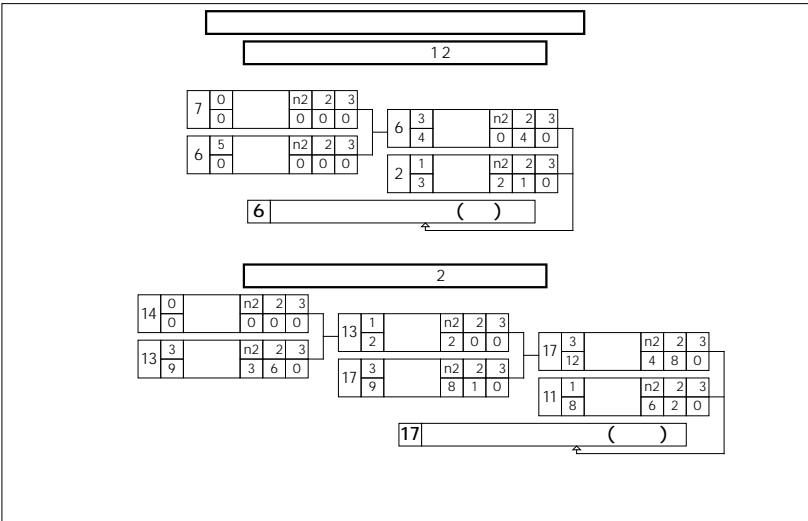 1 2
7 0 n2 2 3
0 0 0 0
6 5 n2 2 3
0 0 0 0
6 3 n2 2 3
4 0 4 0
2 1 n2 2 3
3 2 1 0
6 ( )
2
14 0 n2 2 3
0 0 0 0
13 3 n2 2 3
9 3 6 0
13 1 n2 2 3
2 2 0 0
17 3 n2 2 3
9 8 1 0
17 3 n2 2 3
12 4 8 0
11 1 n2 2 3
8 6 2 0
17 ( )